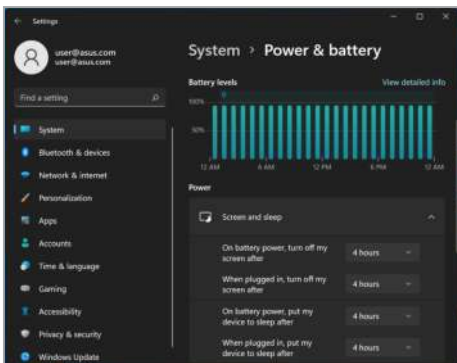 Settings
user@asus.com
user@asus.com
Find a setting
System
Bluetooth & devices
Network & internet
Personalization
Apps
Accounts
Time & language
Gaming
Accessibility
Privacy & security
Windows Update
System > Power & battery
Battery levels
View detailed info
100%
50%
12 AM 6 AM 12 PM 6 PM 12 AM
Power
Screen and sleep
On battery power, turn off my
screen after
4 hours
When plugged in, turn off my
screen after
4 hours
On battery power, put my
device to sleep after
4 hours
When plugged in, put my
device to sleep after
4 hours